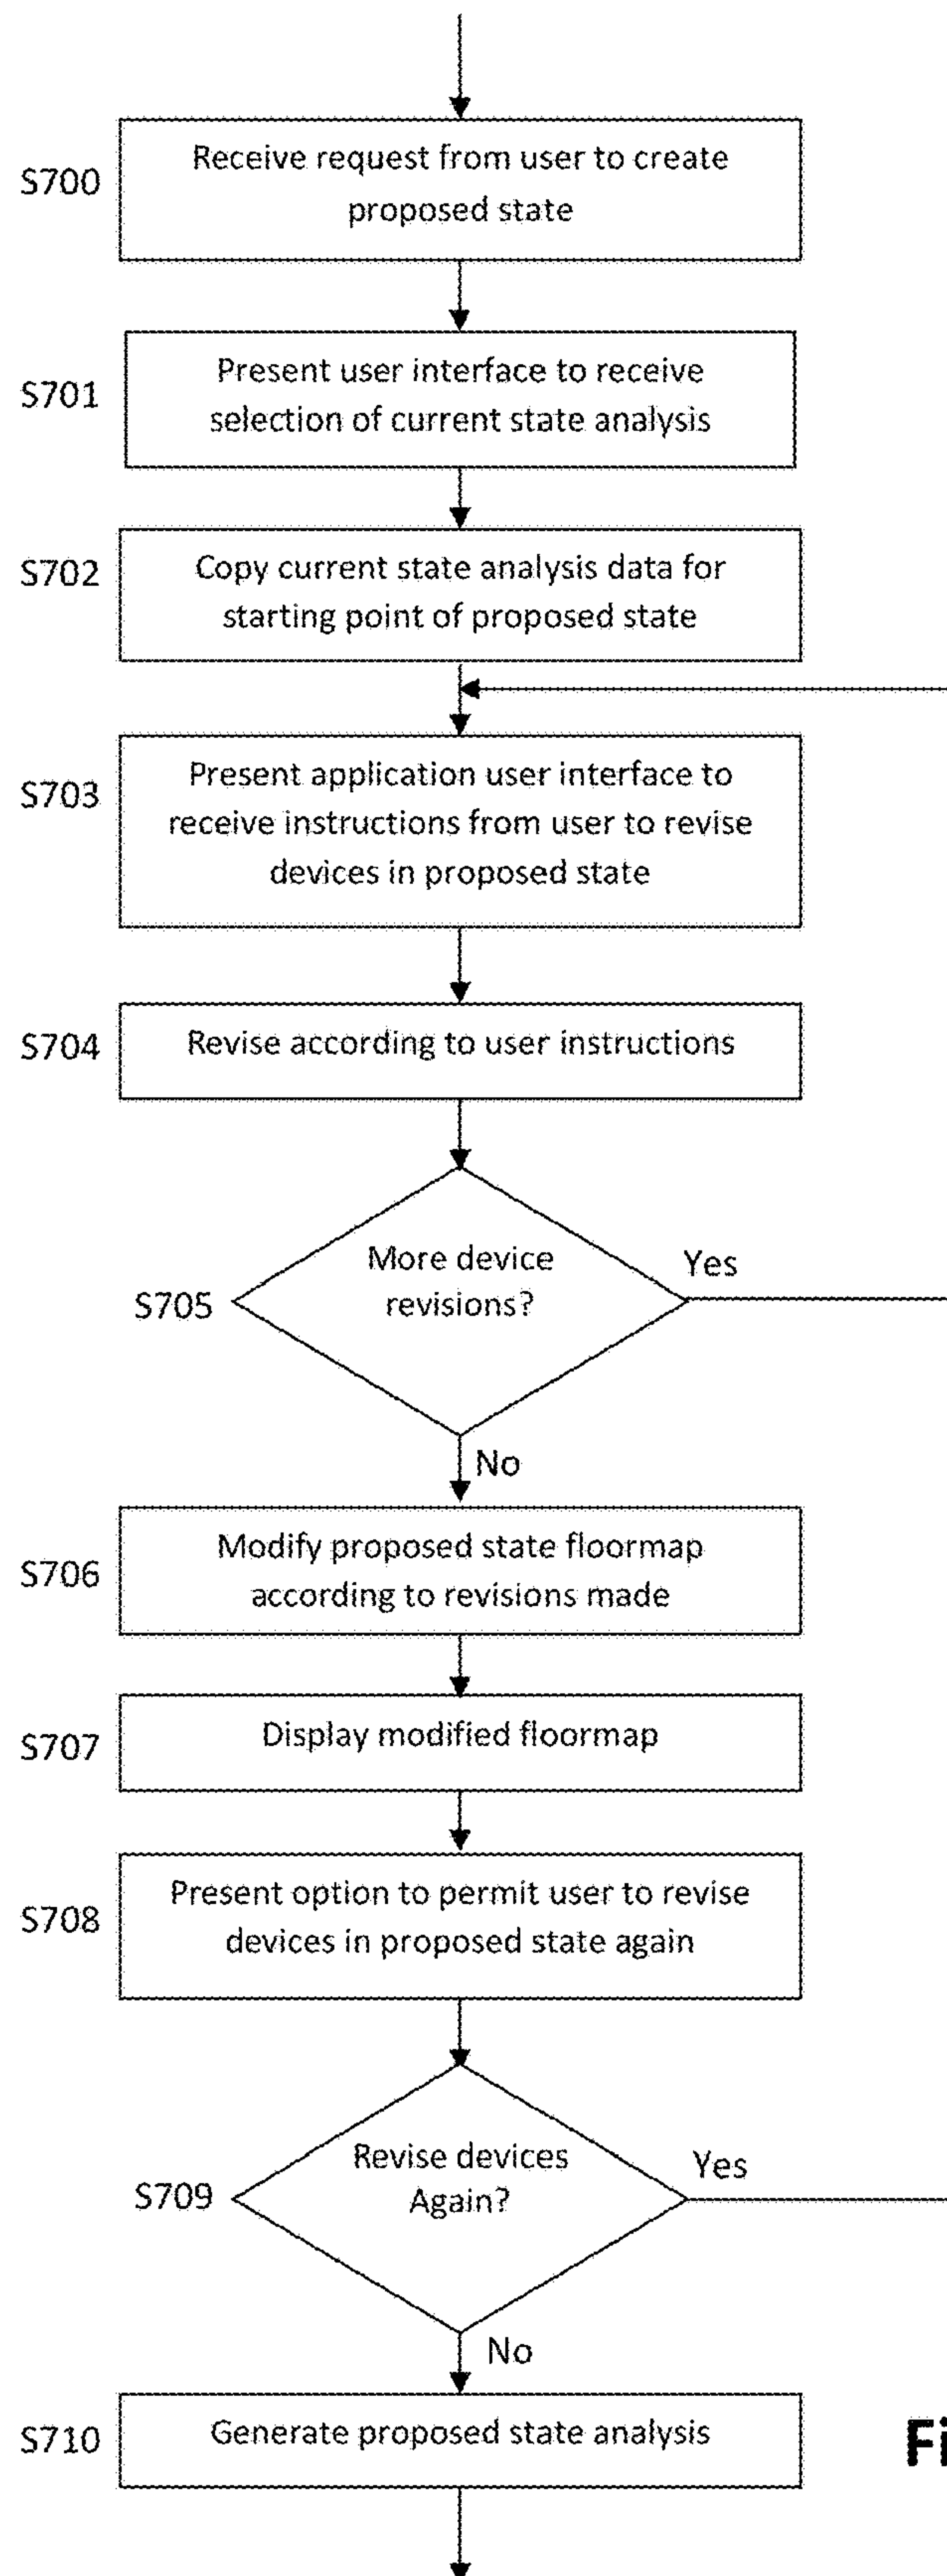 S700
Receive request from user to create
proposed state
S701
Present user interface to receive
selection of current state analysis
S702
Copy current state analysis data for
starting point of proposed state
S703
Present application user interface to
receive instructions from user to revise
devices in proposed state
S704
Revise according to user instructions
S705
More device
revisions?
Yes
No
S706
Modify proposed state floormap
according to revisions made
S707
Display modified floormap
S708
Present option to permit user to revise
devices in proposed state again
S709
Revise devices
Again?
Yes
No
S710
Generate proposed state analysis
Fi